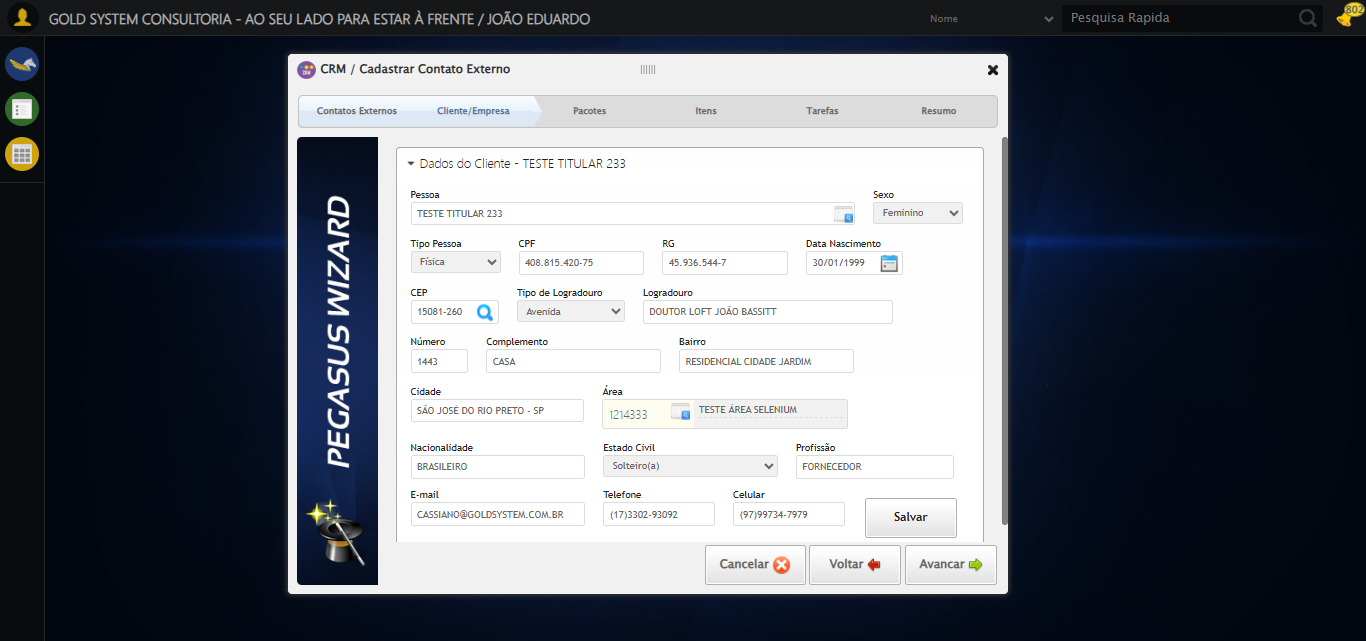 GOLD SYSTEM CONSULTORIA - AO SEU LADO PARA ESTAR À FRENTE / JOÃO EDUARDO
Nome
Pesquisa Rapida
802
CRM / Cadastrar Contato Externo
Contatos Externos Cliente/Empresa Pacotes Itens Tarefas Resumo
PEGASUS WIZARD
Dados do Cliente - TESTE TITULAR 233
Pessoa Sexo
TESTE TITULAR 233 Feminino
Tipo Pessoa CPF RG Data Nascimento
Física 408.815.420-75 45.936.544-7 30/01/1999
CEP Tipo de Logradouro Logradouro
15081-260 Avenida DOUTOR LOFT JOÃO BASSITT
Número Complemento Bairro
1443 CASA RESIDENCIAL CIDADE JARDIM
Cidade Área
SÃO JOSÉ DO RIO PRETO - SP 1214333 TESTE ÁREA SELENIUM
Nacionalidade Estado Civil Profissão
BRASILEIRO Solteiro(a) FORNECEDOR
E-mail Telefone Celular
CASSIANO@GOLDSYSTEM.COM.BR (17)3302-93092 (97)99734-7979 Salvar
Cancelar Voltar Avancar